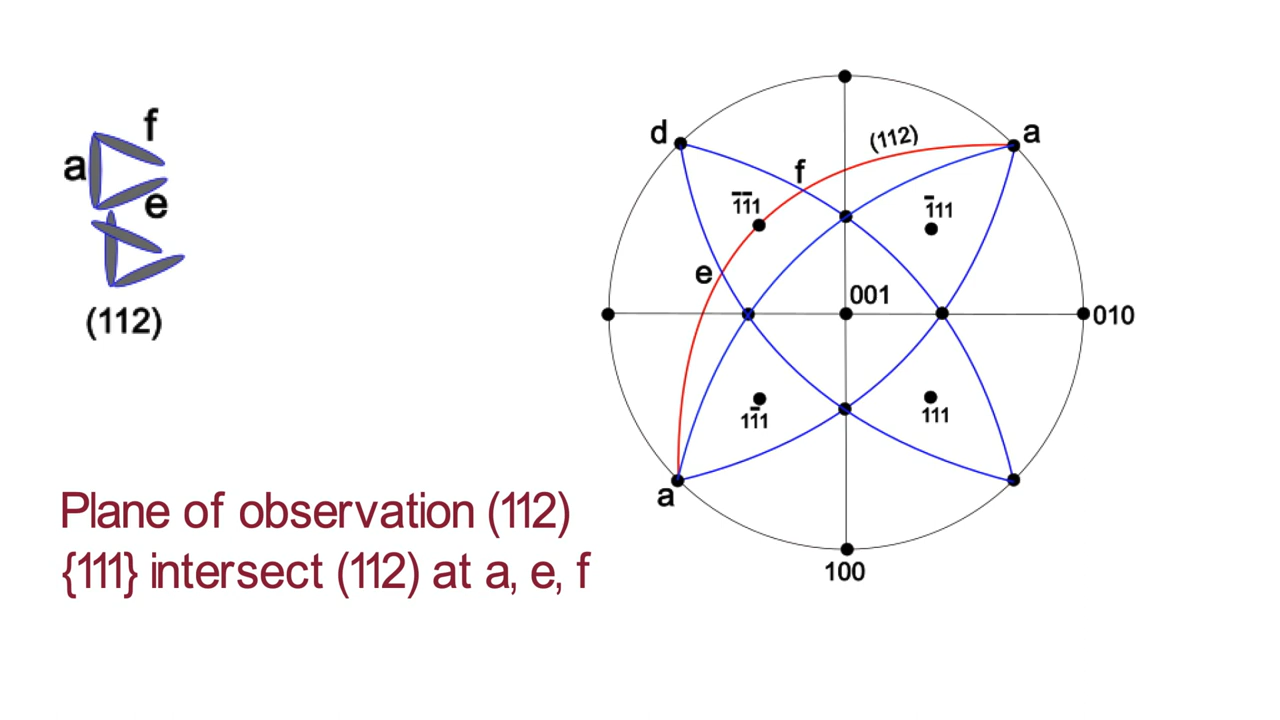 f
a
e
(112)
d
a
(112)
f
1̅1̅1
1̅11
e
001
010
11̅1
111
a
100
Plane of observation (112)
{111} intersect (112) at a, e, f